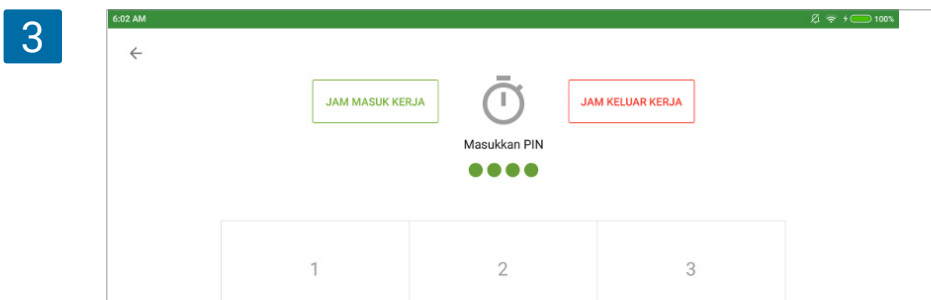 3
6:02 AM 100%
JAM MASUK KERJA JAM KELUAR KERJA
Masukkan PIN
1 2 3